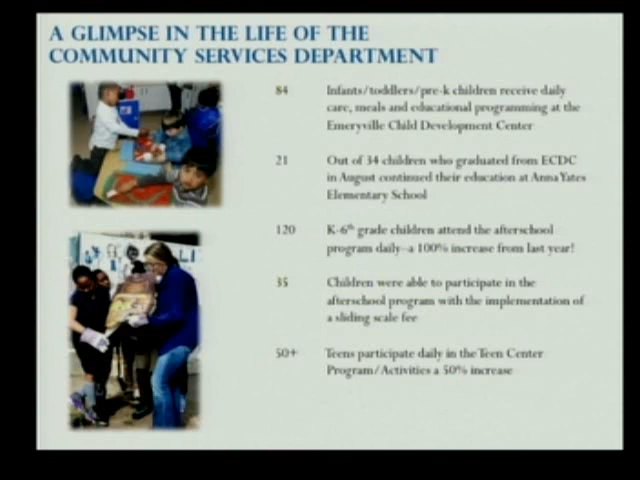 A GLIMPSE IN THE LIFE OF THE
COMMUNITY SERVICES DEPARTMENT
84 Infants/toddlers/pre-k children receive daily
care, meals and educational programming at the
Emeryville Child Development Center
21 Out of 34 children who graduated from ECDC
in August continued their education at Anna Yates
Elementary School
120 K-6th grade children attend the afterschool
program daily--a 100% increase from last year!
35 Children were able to participate in the
afterschool program with the implementation of
a sliding scale fee
50+ Teens participate daily in the Teen Center
Program/Activities a 50% increase